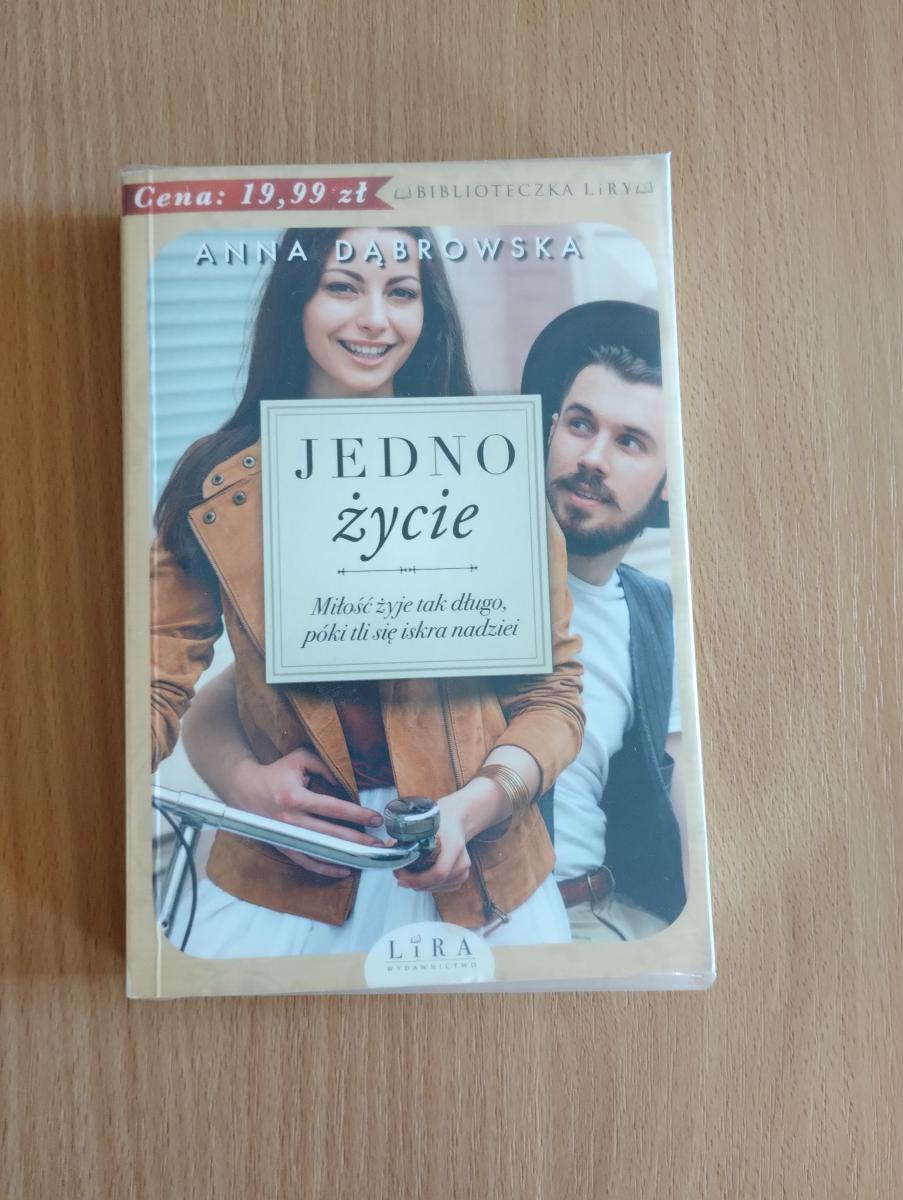 Cena: 19,99 zł
BIBLIOTECZKA LiRY
ANNA DĄBROWSKA
JEDNO
życie
Miłość żyje tak długo,
póki tli się iskra nadziei
LiRA
WYDAWNICTWO